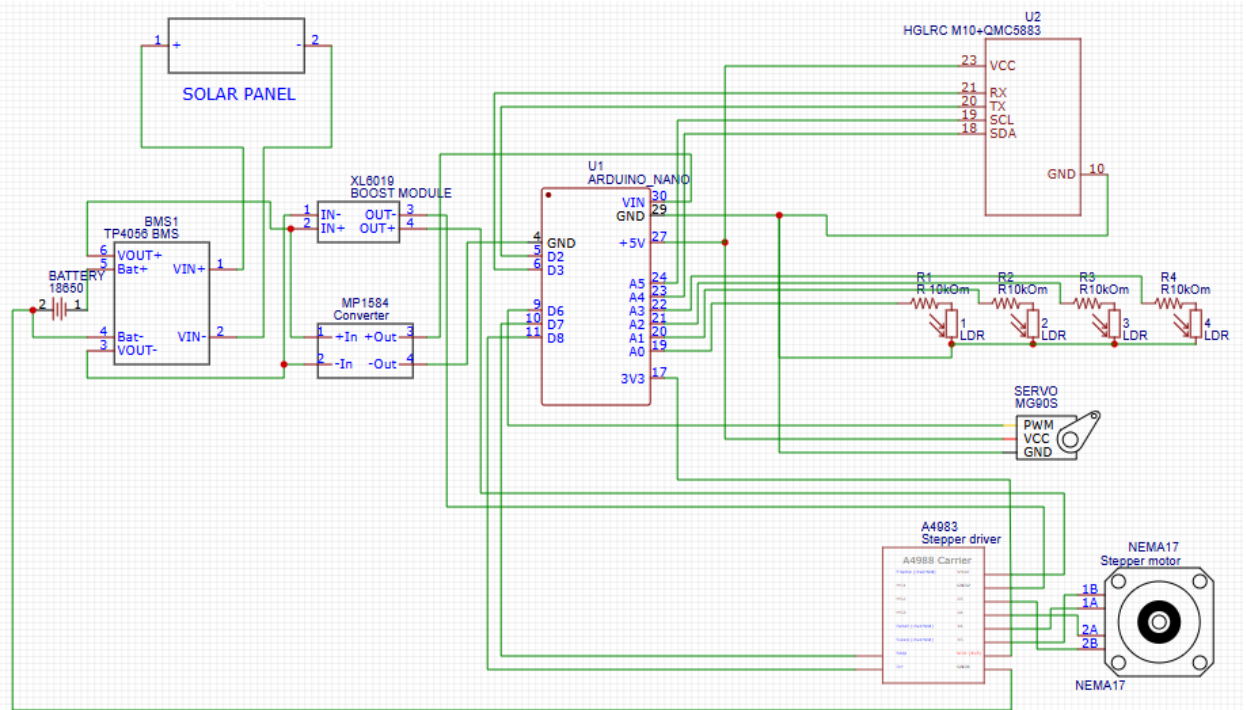 1 + - 2
SOLAR PANEL
U2
HGLRC M10+QMC5883
23 VCC
21 RX
20 TX
19 SCL
18 SDA
GND 10
XL6019
BOOST MODULE
1 IN- OUT- 3
2 IN+ OUT+ 4
U1
ARDUINO_NANO
VIN 30
GND 29
4 GND
+5V 27
5 D2
6 D3
A5 24
A4 23
9 D6 A3 22
10 D7 A2 21
11 D8 A1 20
A0 19
3V3 17
BMS1
TP4056 BMS
6 VOUT+
5 Bat+ VIN+ 1
4 Bat- VIN- 2
3 VOUT-
BATTERY
18650
2 1
MP1584
Converter
1 +In +Out 3
2 -In -Out 4
R1 R2 R3 R4
R 10kOm R10kOm R10kOm R10kOm
1 2 3 4
LDR LDR LDR LDR
SERVO
MG90S
PWM
VCC
GND
A4983
Stepper driver
A4988 Carrier
NEMA17
Stepper motor
1B
1A
2A
2B
NEMA17